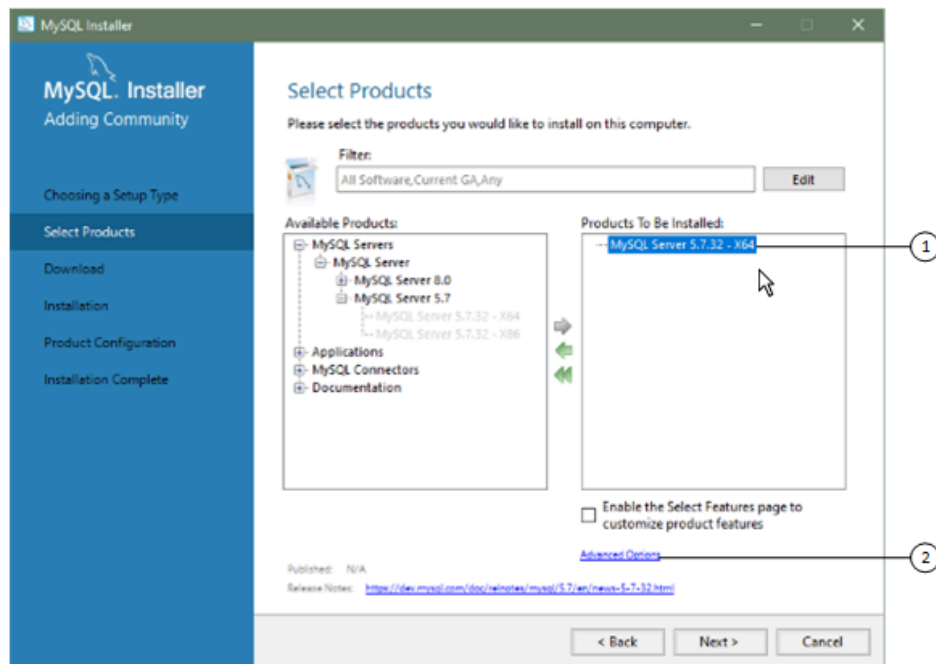 MySQL Installer
MySQL. Installer
Adding Community
Choosing a Setup Type
Select Products
Download
Installation
Product Configuration
Installation Complete
Select Products
Please select the products you would like to install on this computer.
Filter:
All Software,Current GA,Any
Edit
Available Products:
MySQL Servers
MySQL Server
MySQL Server 8.0
MySQL Server 5.7
MySQL Server 5.7.32 - X64
MySQL Server 5.7.32 - X86
Applications
MySQL Connectors
Documentation
Products To Be Installed:
MySQL Server 5.7.32 - X64
1
Enable the Select Features page to
customize product features
Advanced Options
2
Published: N/A
Release Notes: https://dev.mysql.com/doc/relnotes/mysql/5.7/en/news-5-7-32.html
< Back
Next >
Cancel